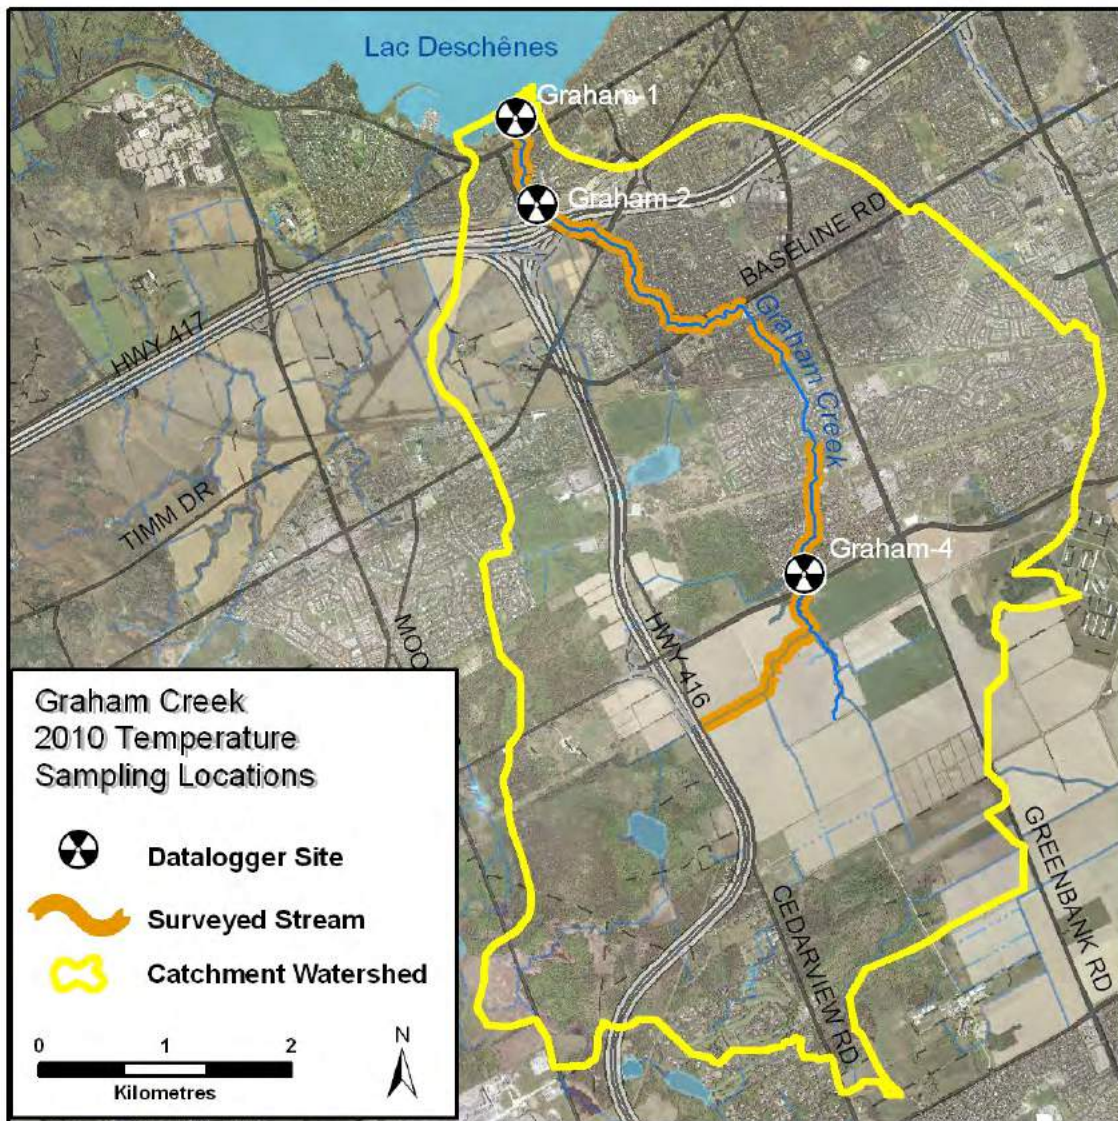 Lac Deschênes
Graham-1
Graham-2
BASELINE RD
HWY 417
Graham Creek
TIMM DR
Graham-4
HWY 416
MOO
Graham Creek
2010 Temperature
Sampling Locations
Datalogger Site
Surveyed Stream
Catchment Watershed
0 1 2
Kilometres
N
CEDARVIEW RD
GREENBANK RD